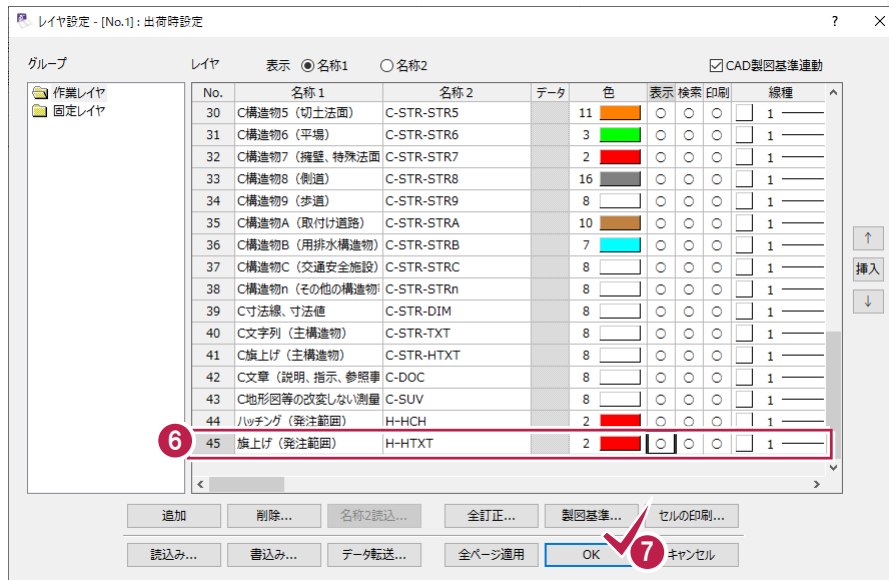 レイヤ設定 - [No.1] : 出荷時設定 ? ×
グループ レイヤ 表示 名称1 名称2 CAD製図基準連動
作業レイヤ
固定レイヤ
No. 名称1 名称2 データ 色 表示 検索 印刷 線種
30 C構造物5（切土法面） C-STR-STR5 11 ○ ○ ○ 1
31 C構造物6（平場） C-STR-STR6 3 ○ ○ ○ 1
32 C構造物7（擁壁、特殊法面 C-STR-STR7 2 ○ ○ ○ 1
33 C構造物8（側道） C-STR-STR8 16 ○ ○ ○ 1
34 C構造物9（歩道） C-STR-STR9 8 ○ ○ ○ 1
35 C構造物A（取付け道路） C-STR-STRA 10 ○ ○ ○ 1
36 C構造物B（用排水構造物） C-STR-STRB 7 ○ ○ ○ 1
37 C構造物C（交通安全施設） C-STR-STRC 8 ○ ○ ○ 1
38 C構造物n（その他の構造物 C-STR-STRn 8 ○ ○ ○ 1
39 C寸法線、寸法値 C-STR-DIM 8 ○ ○ ○ 1
40 C文字列（主構造物） C-STR-TXT 8 ○ ○ ○ 1
41 C旗上げ（主構造物） C-STR-HTXT 8 ○ ○ ○ 1
42 C文章（説明、指示、参照事 C-DOC 8 ○ ○ ○ 1
43 C地形図等の改変しない測量 C-SUV 8 ○ ○ ○ 1
44 ハッチング（発注範囲） H-HCH 2 ○ ○ ○ 1
6 45 旗上げ（発注範囲） H-HTXT 2 ○ ○ ○ 1
↑
挿入
↓
追加 削除... 名称2読込... 全訂正... 製図基準... セルの印刷...
読込み... 書込み... データ転送... 全ページ適用 OK 7 キャンセル